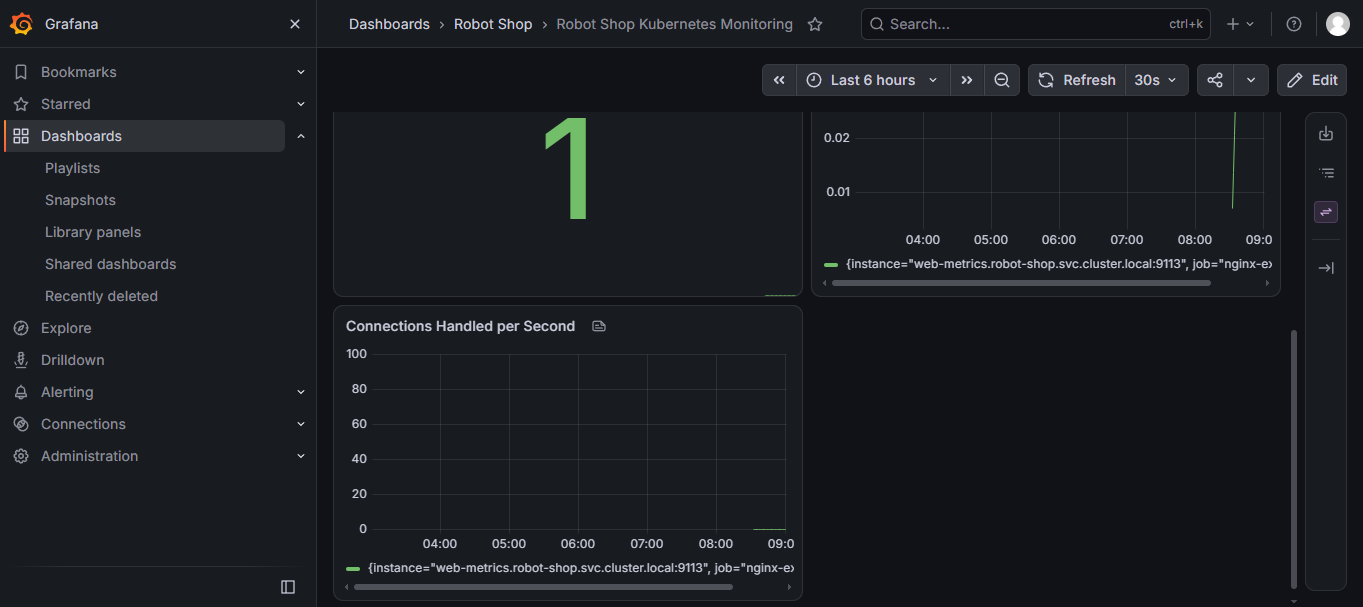 Grafana
Dashboards › Robot Shop › Robot Shop Kubernetes Monitoring
Search...
ctrl+k
Bookmarks
Starred
Dashboards
Playlists
Snapshots
Library panels
Shared dashboards
Recently deleted
Explore
Drilldown
Alerting
Connections
Administration
Last 6 hours
Refresh
30s
Edit
1
0.02
0.01
04:00 05:00 06:00 07:00 08:00 09:0
{instance="web-metrics.robot-shop.svc.cluster.local:9113", job="nginx-ex
Connections Handled per Second
100
80
60
40
20
0
04:00 05:00 06:00 07:00 08:00 09:0
{instance="web-metrics.robot-shop.svc.cluster.local:9113", job="nginx-ex